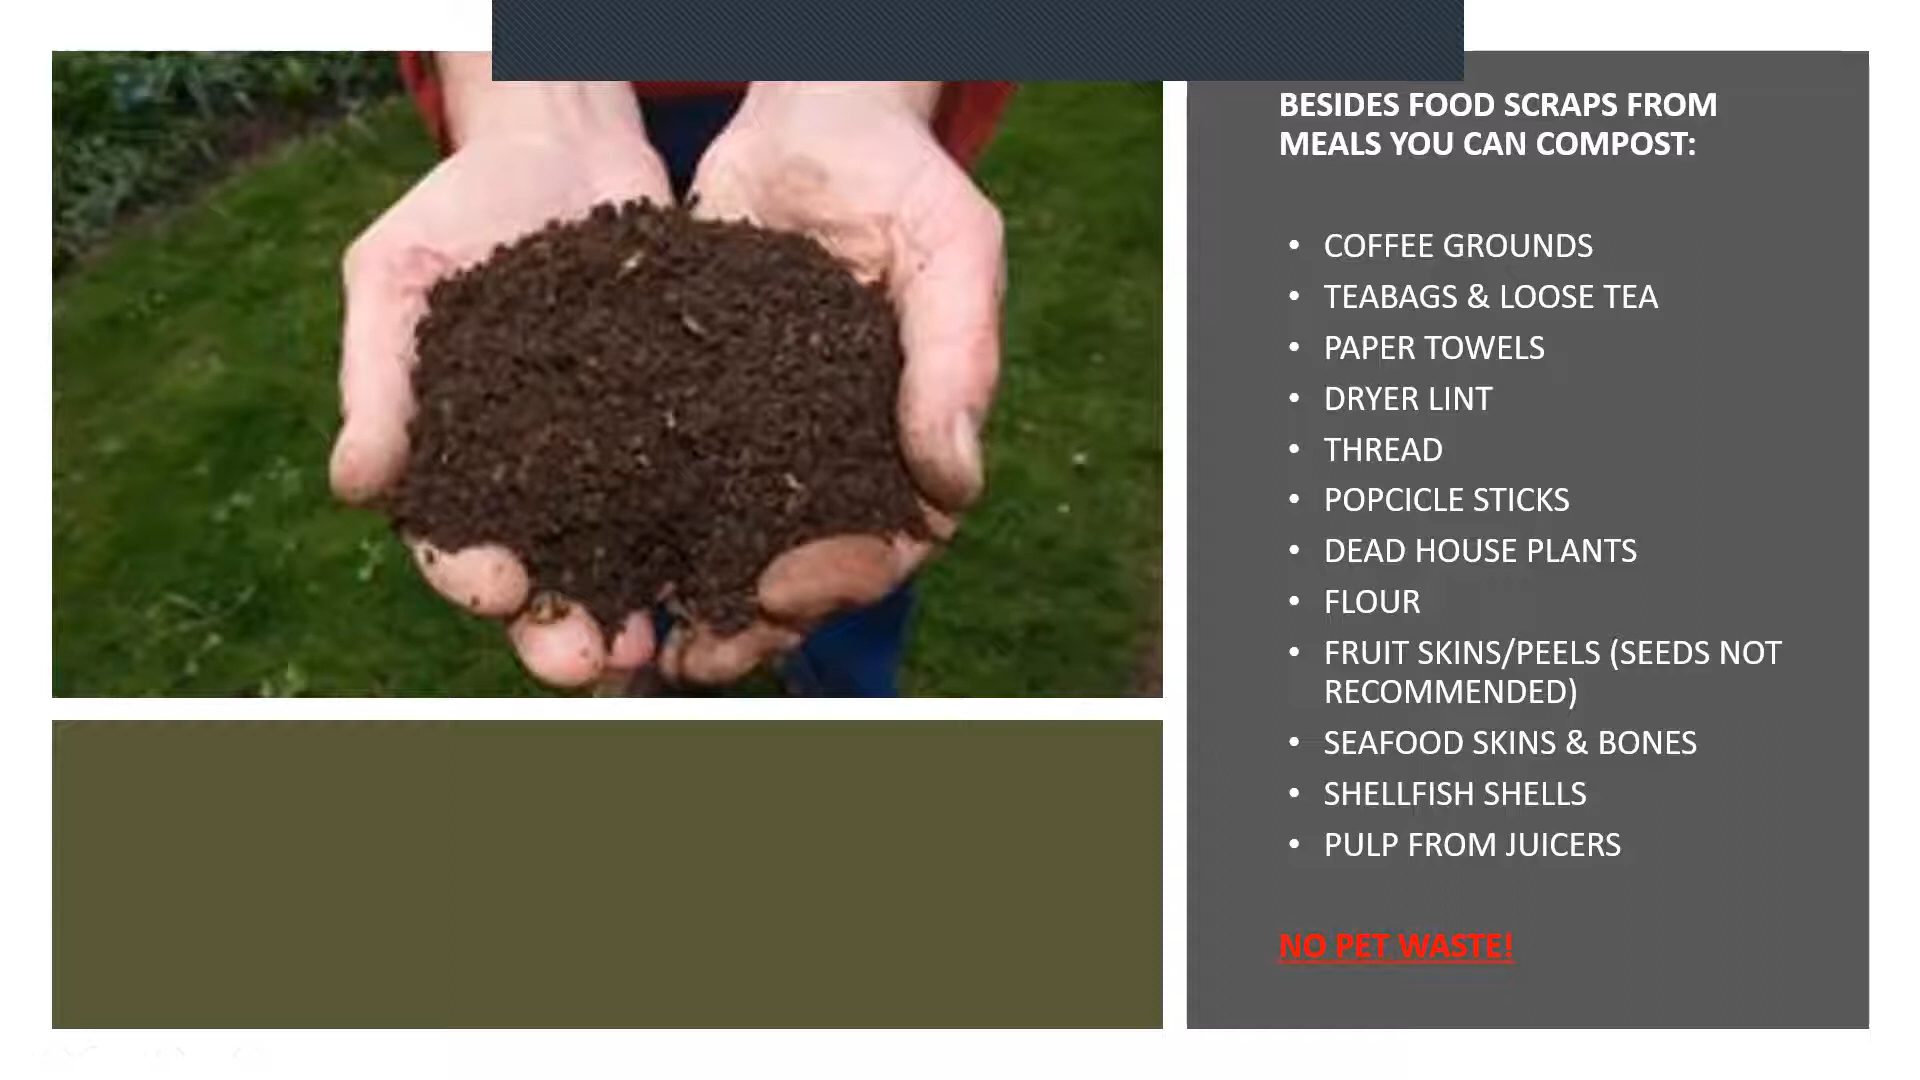 BESIDES FOOD SCRAPS FROM
MEALS YOU CAN COMPOST:
• COFFEE GROUNDS
• TEABAGS & LOOSE TEA
• PAPER TOWELS
• DRYER LINT
• THREAD
• POPCICLE STICKS
• DEAD HOUSE PLANTS
• FLOUR
• FRUIT SKINS/PEELS (SEEDS NOT
RECOMMENDED)
• SEAFOOD SKINS & BONES
• SHELLFISH SHELLS
• PULP FROM JUICERS
NO PET WASTE!